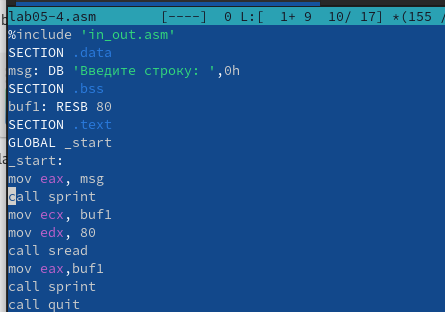 lab05-4.asm [----] 0 L:[ 1+ 9 10/ 17] *(155 /
%include 'in_out.asm'
SECTION .data
msg: DB 'Введите строку: ',0h
SECTION .bss
buf1: RESB 80
SECTION .text
GLOBAL _start
_start:
mov eax, msg
call sprint
mov ecx, buf1
mov edx, 80
call sread
mov eax,buf1
call sprint
call quit